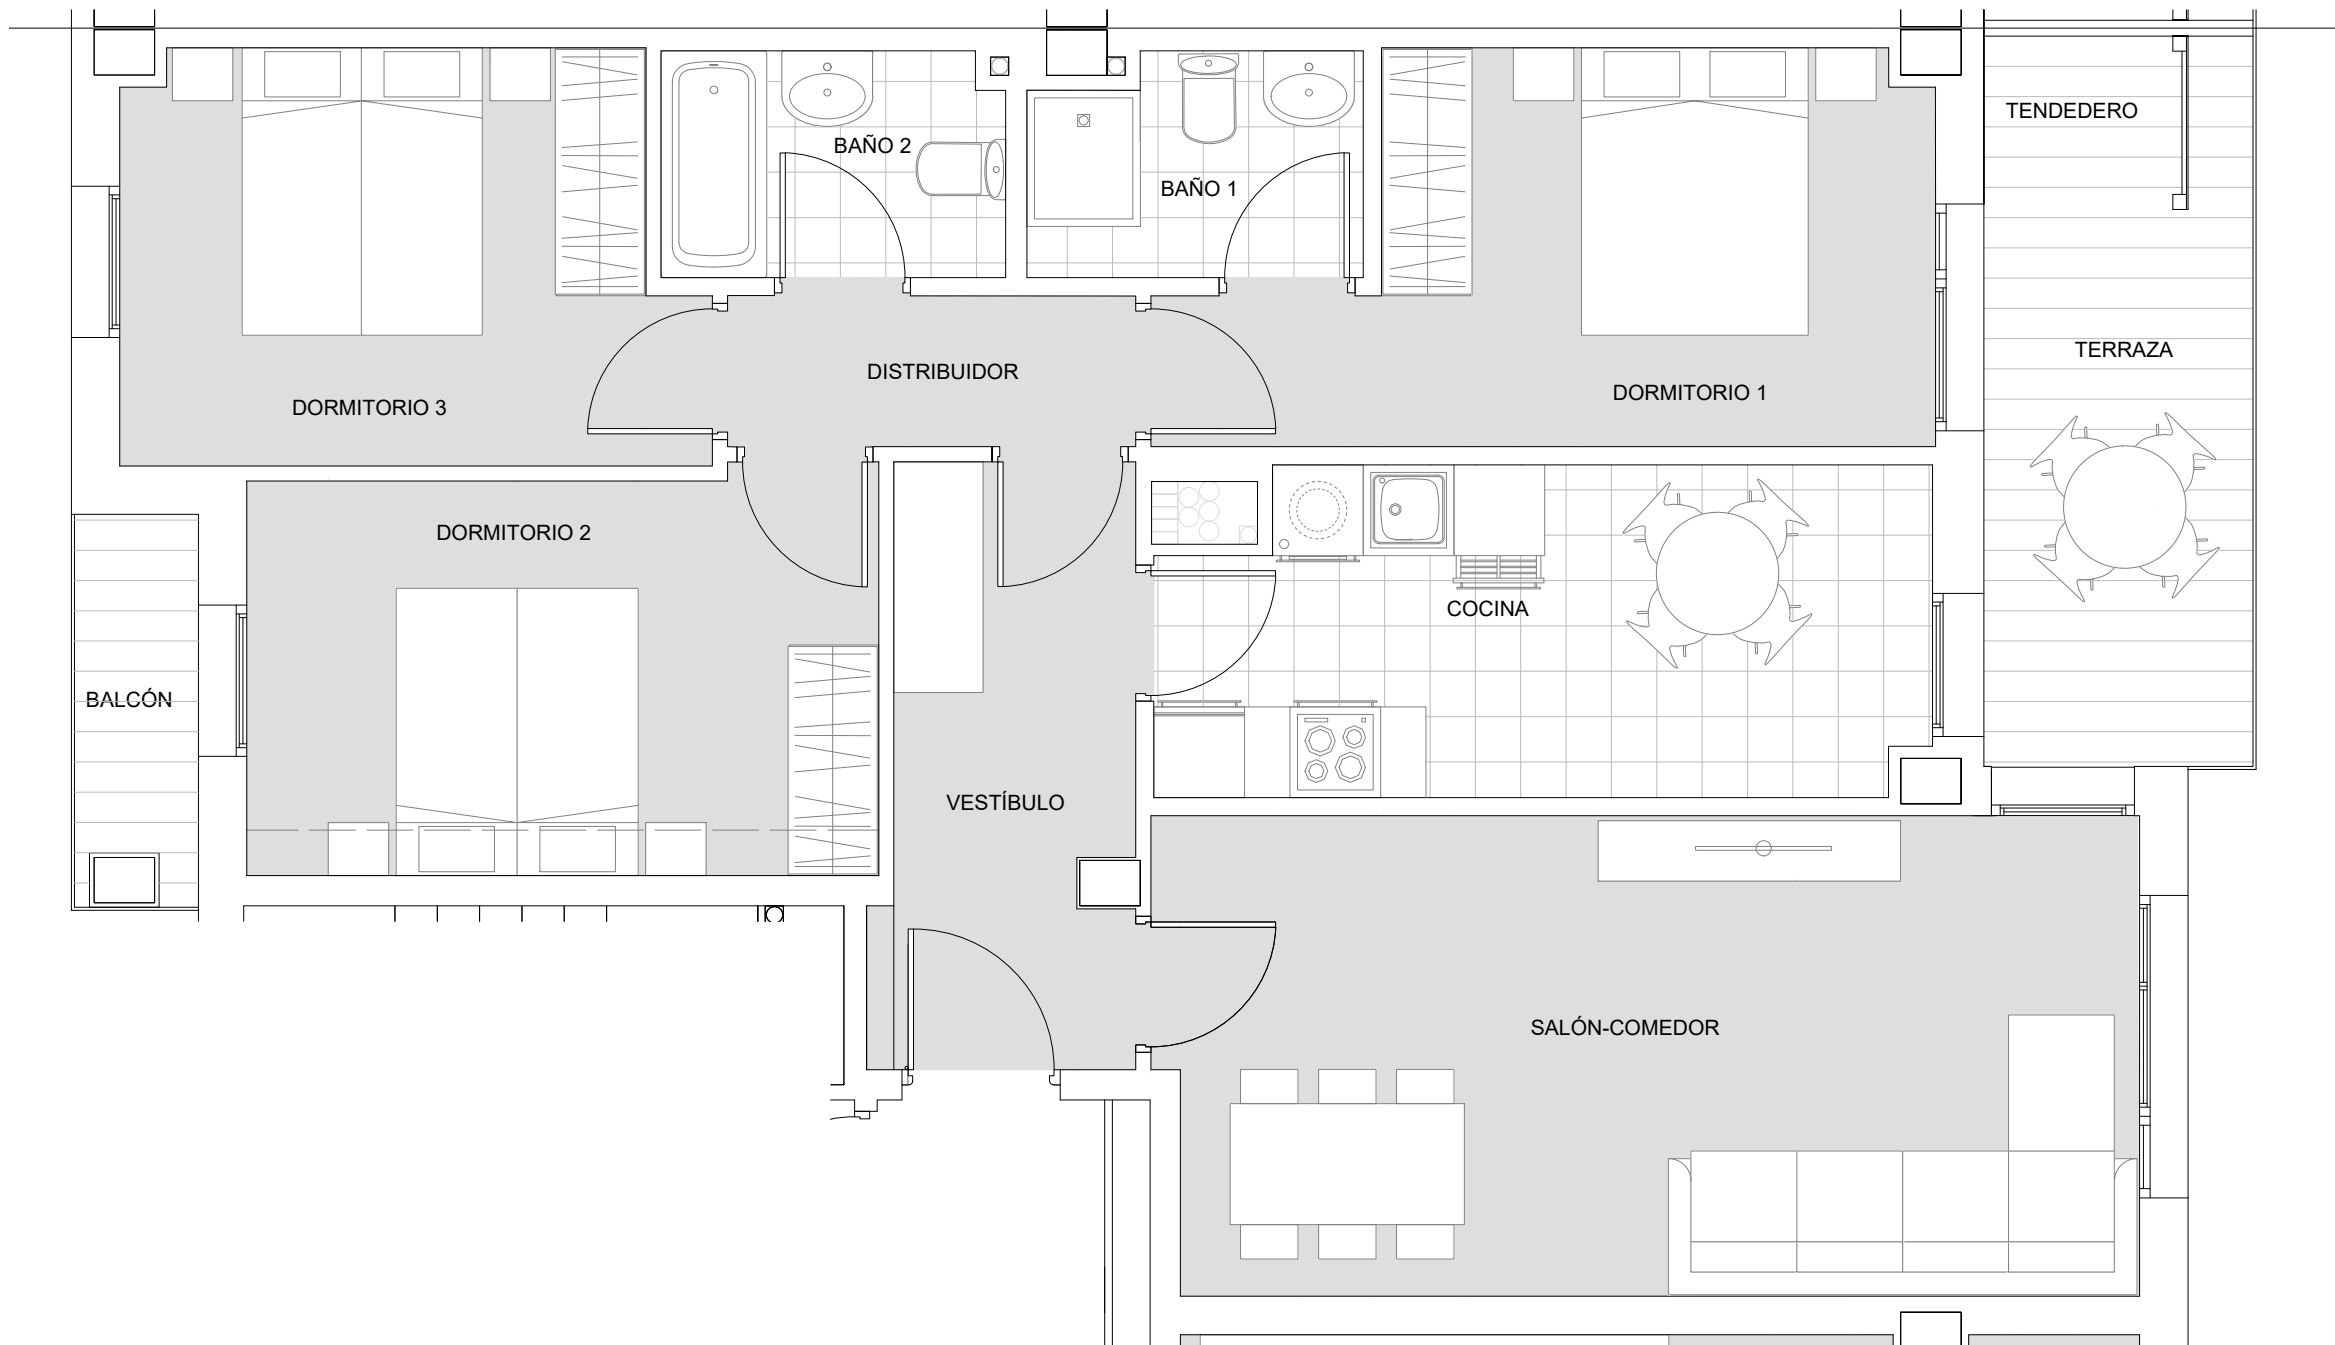 TENDEDERO
BAÑO 2
BAÑO 1
TERRAZA
DISTRIBUIDOR
DORMITORIO 1
DORMITORIO 3
DORMITORIO 2
COCINA
BALCÓN
VESTÍBULO
SALÓN-COMEDOR